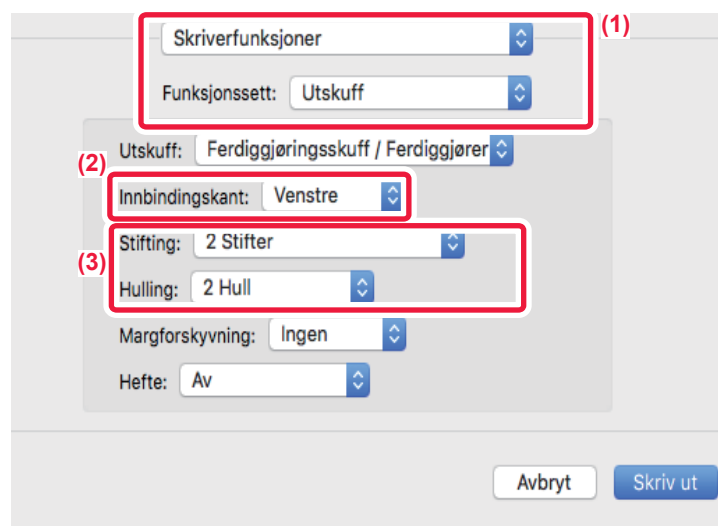 Skriverfunksjoner
(1)
Funksjonssett: Utskuff
Utskuff: Ferdiggjøringsskuff / Ferdiggjører
(2)
Innbindingskant: Venstre
Stifting: 2 Stifter
(3)
Hulling: 2 Hull
Margforskyvning: Ingen
Hefte: Av
Avbryt Skriv ut